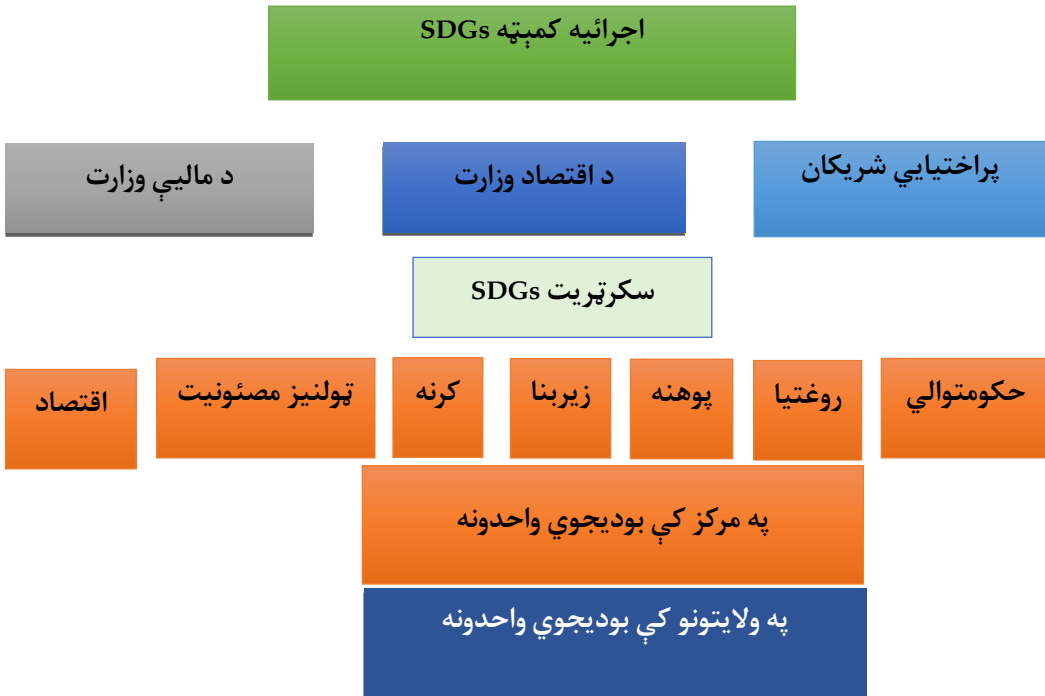 اجرائیه کمېټه SDGs
پراختیایي شریکان
د اقتصاد وزارت
د مالیې وزارت
سکرټریت SDGs
حکومتوالي
روغتیا
پوهنه
زیربنا
کرنه
ټولنیز مصئونیت
اقتصاد
په مرکز کې بودیجوي واحدونه
په ولایتونو کې بودیجوي واحدونه